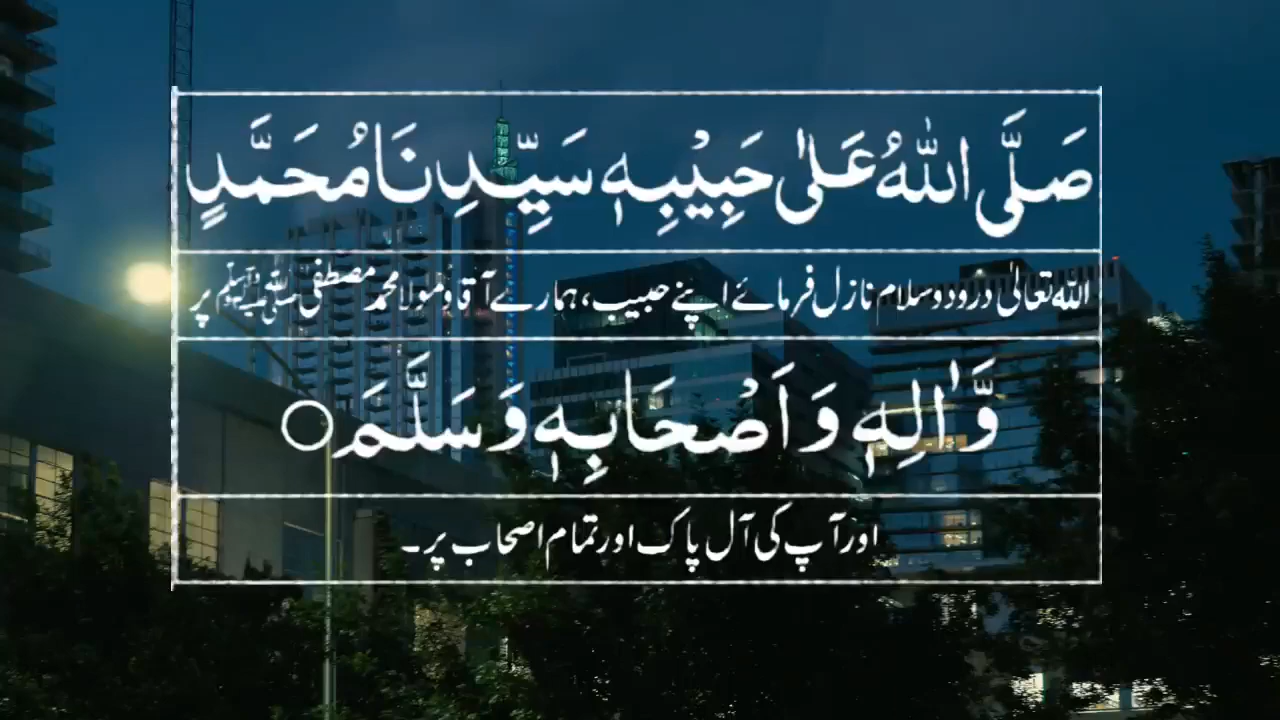 صَلَّى اللّٰهُ عَلٰى حَبِيْبِهٖ سَيِّدِنَا مُحَمَّدٍ
اللہ تعالیٰ درود و سلام نازل فرمائے اپنے حبیب، ہمارے آقا و مولا محمد مصطفیٰ ﷺ پر
وَّاٰلِهٖ وَاَصْحَابِهٖ وَسَلَّمَ○
اور آپ کی آل پاک اور تمام اصحاب پر۔